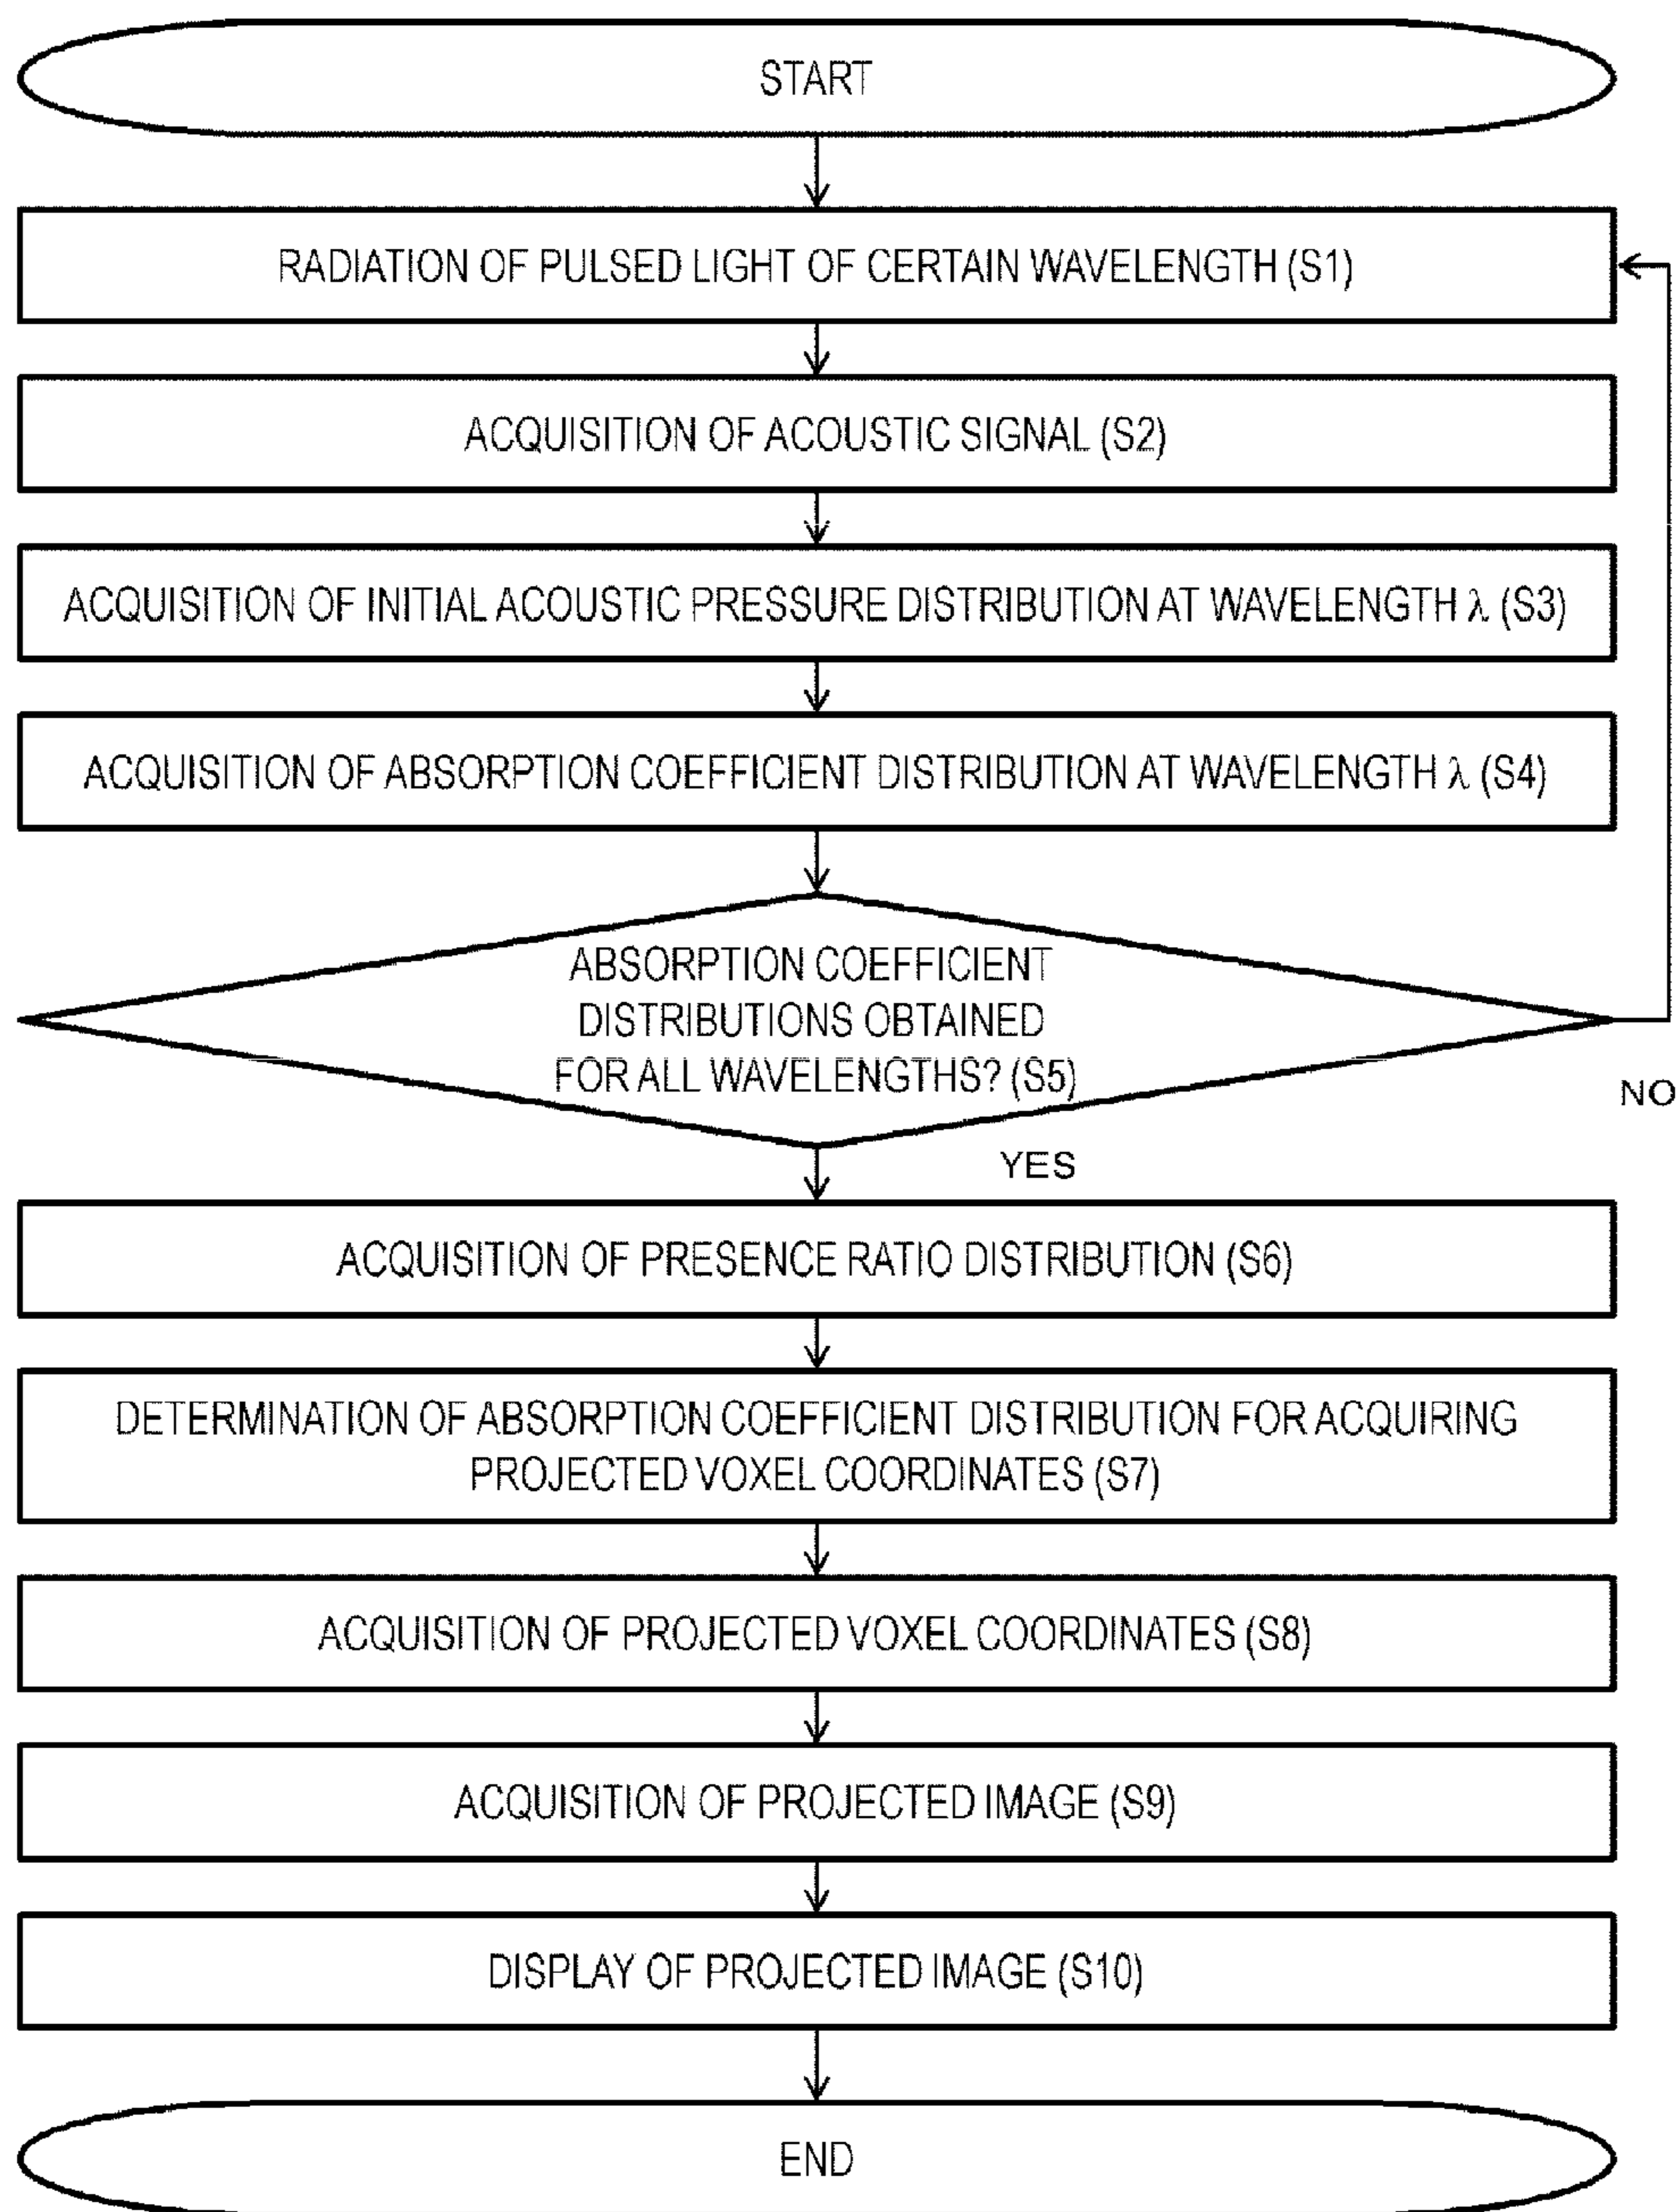 START
RADIATION OF PULSED LIGHT OF CERTAIN WAVELENGTH (S1)
ACQUISITION OF ACOUSTIC SIGNAL (S2)
ACQUISITION OF INITIAL ACOUSTIC PRESSURE DISTRIBUTION AT WAVELENGTH λ (S3)
ACQUISITION OF ABSORPTION COEFFICIENT DISTRIBUTION AT WAVELENGTH λ (S4)
ABSORPTION COEFFICIENT
DISTRIBUTIONS OBTAINED
FOR ALL WAVELENGTHS? (S5)
NO
YES
ACQUISITION OF PRESENCE RATIO DISTRIBUTION (S6)
DETERMINATION OF ABSORPTION COEFFICIENT DISTRIBUTION FOR ACQUIRING
PROJECTED VOXEL COORDINATES (S7)
ACQUISITION OF PROJECTED VOXEL COORDINATES (S8)
ACQUISITION OF PROJECTED IMAGE (S9)
DISPLAY OF PROJECTED IMAGE (S10)
END